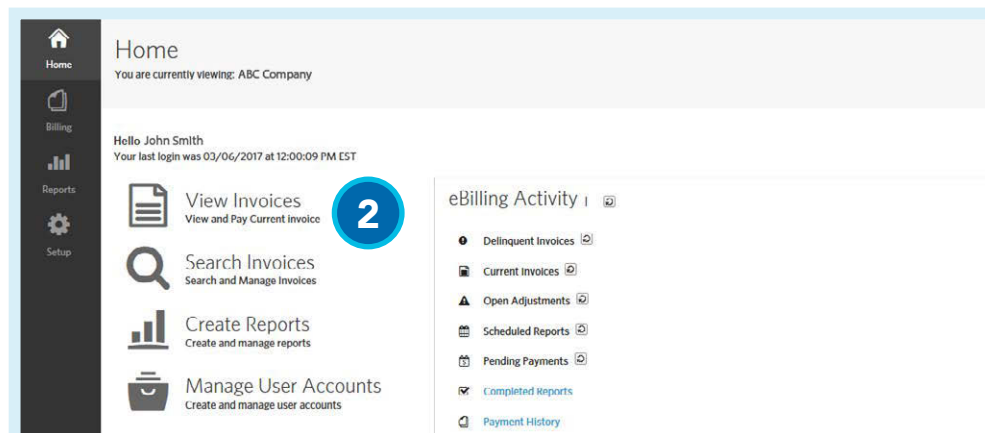 Home
Billing
Reports
Setup
Home
You are currently viewing: ABC Company
Hello John Smith
Your last login was 03/06/2017 at 12:00:09 PM EST
View Invoices
View and Pay Current invoice
2
Search Invoices
Search and Manage Invoices
Create Reports
Create and manage reports
Manage User Accounts
Create and manage user accounts
eBilling Activity |
Delinquent Invoices
Current Invoices
Open Adjustments
Scheduled Reports
Pending Payments
Completed Reports
Payment History